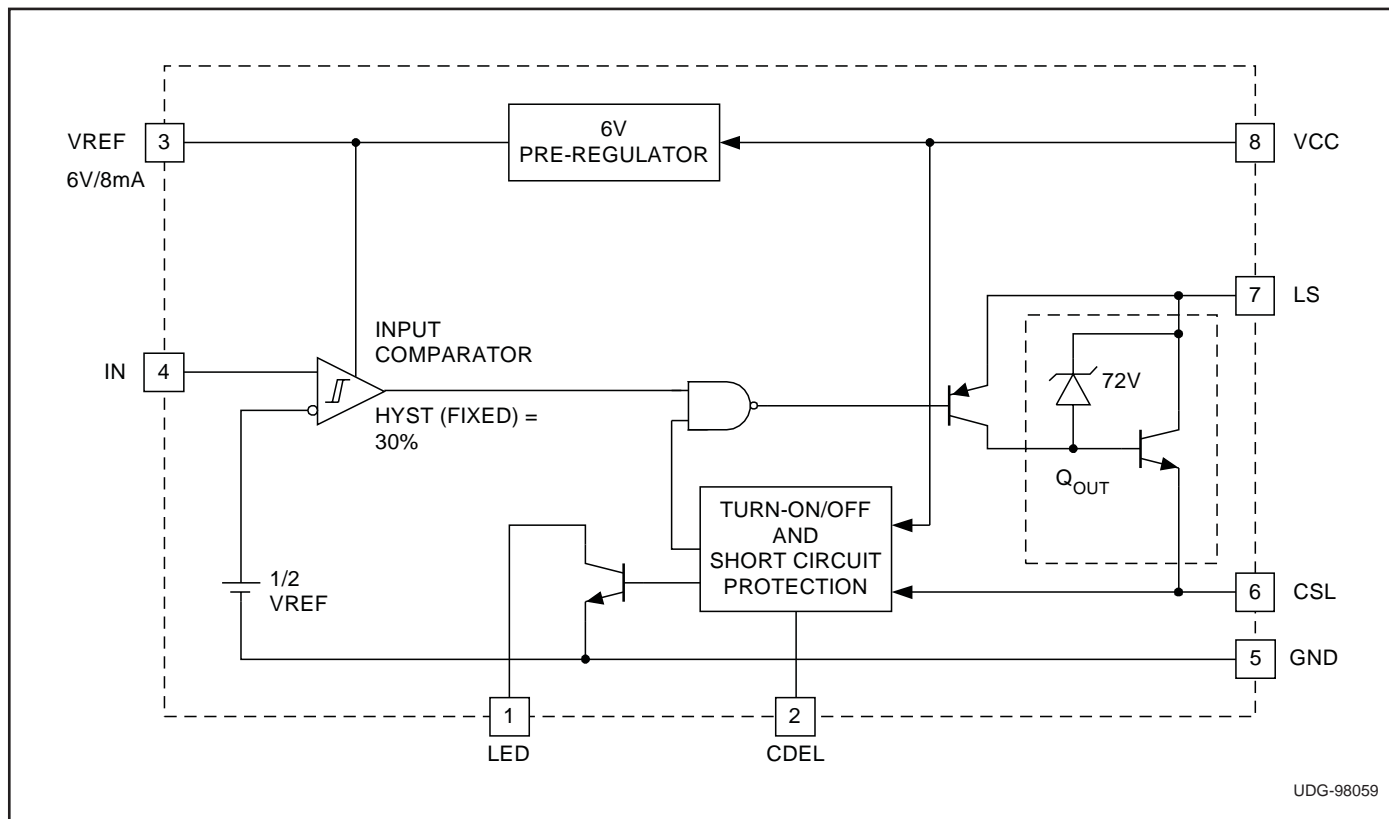 6V
PRE-REGULATOR
VREF
3
6V/8mA
8
VCC
7
LS
INPUT
COMPARATOR
IN
4
HYST (FIXED) =
30%
72V
QOUT
TURN-ON/OFF
AND
SHORT CIRCUIT
PROTECTION
1/2
VREF
6
CSL
5
GND
1
LED
2
CDEL
UDG-98059